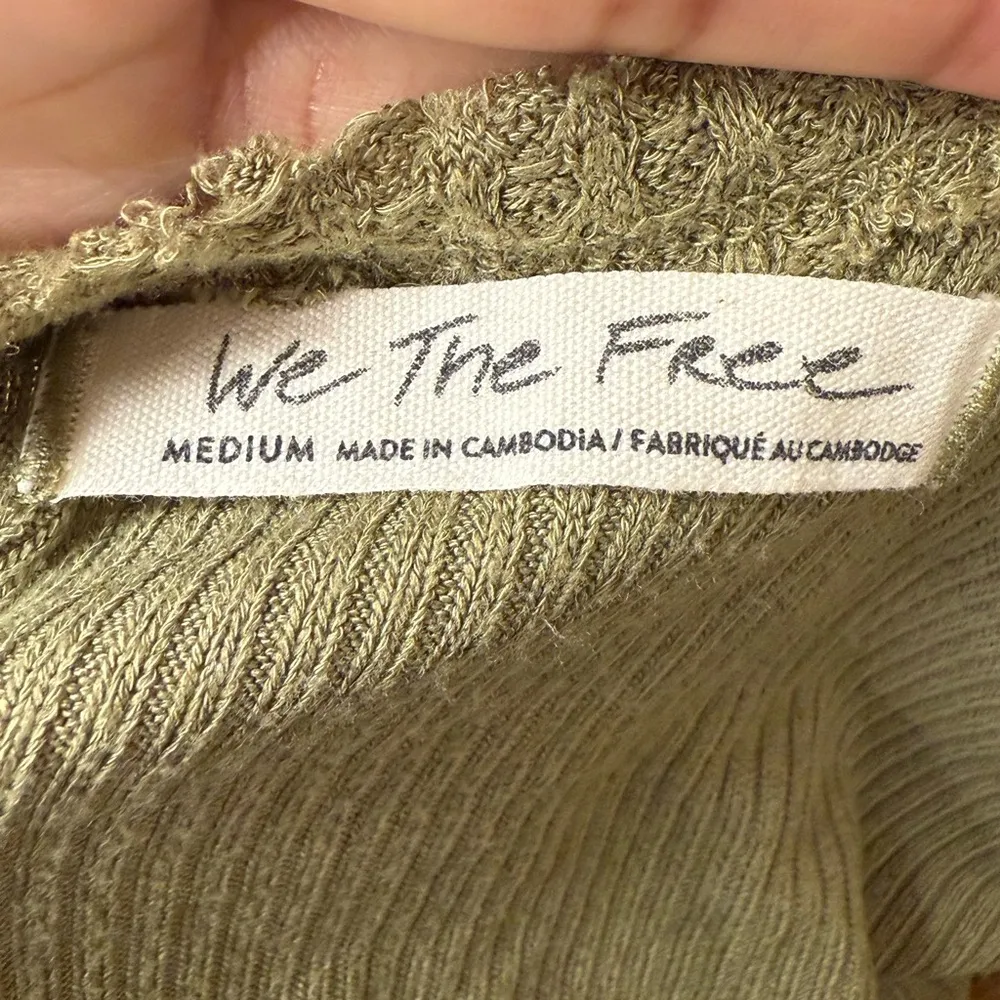 We The Free
MEDIUM MADE IN CAMBODIA / FABRIQUÉ AU CAMBODGE